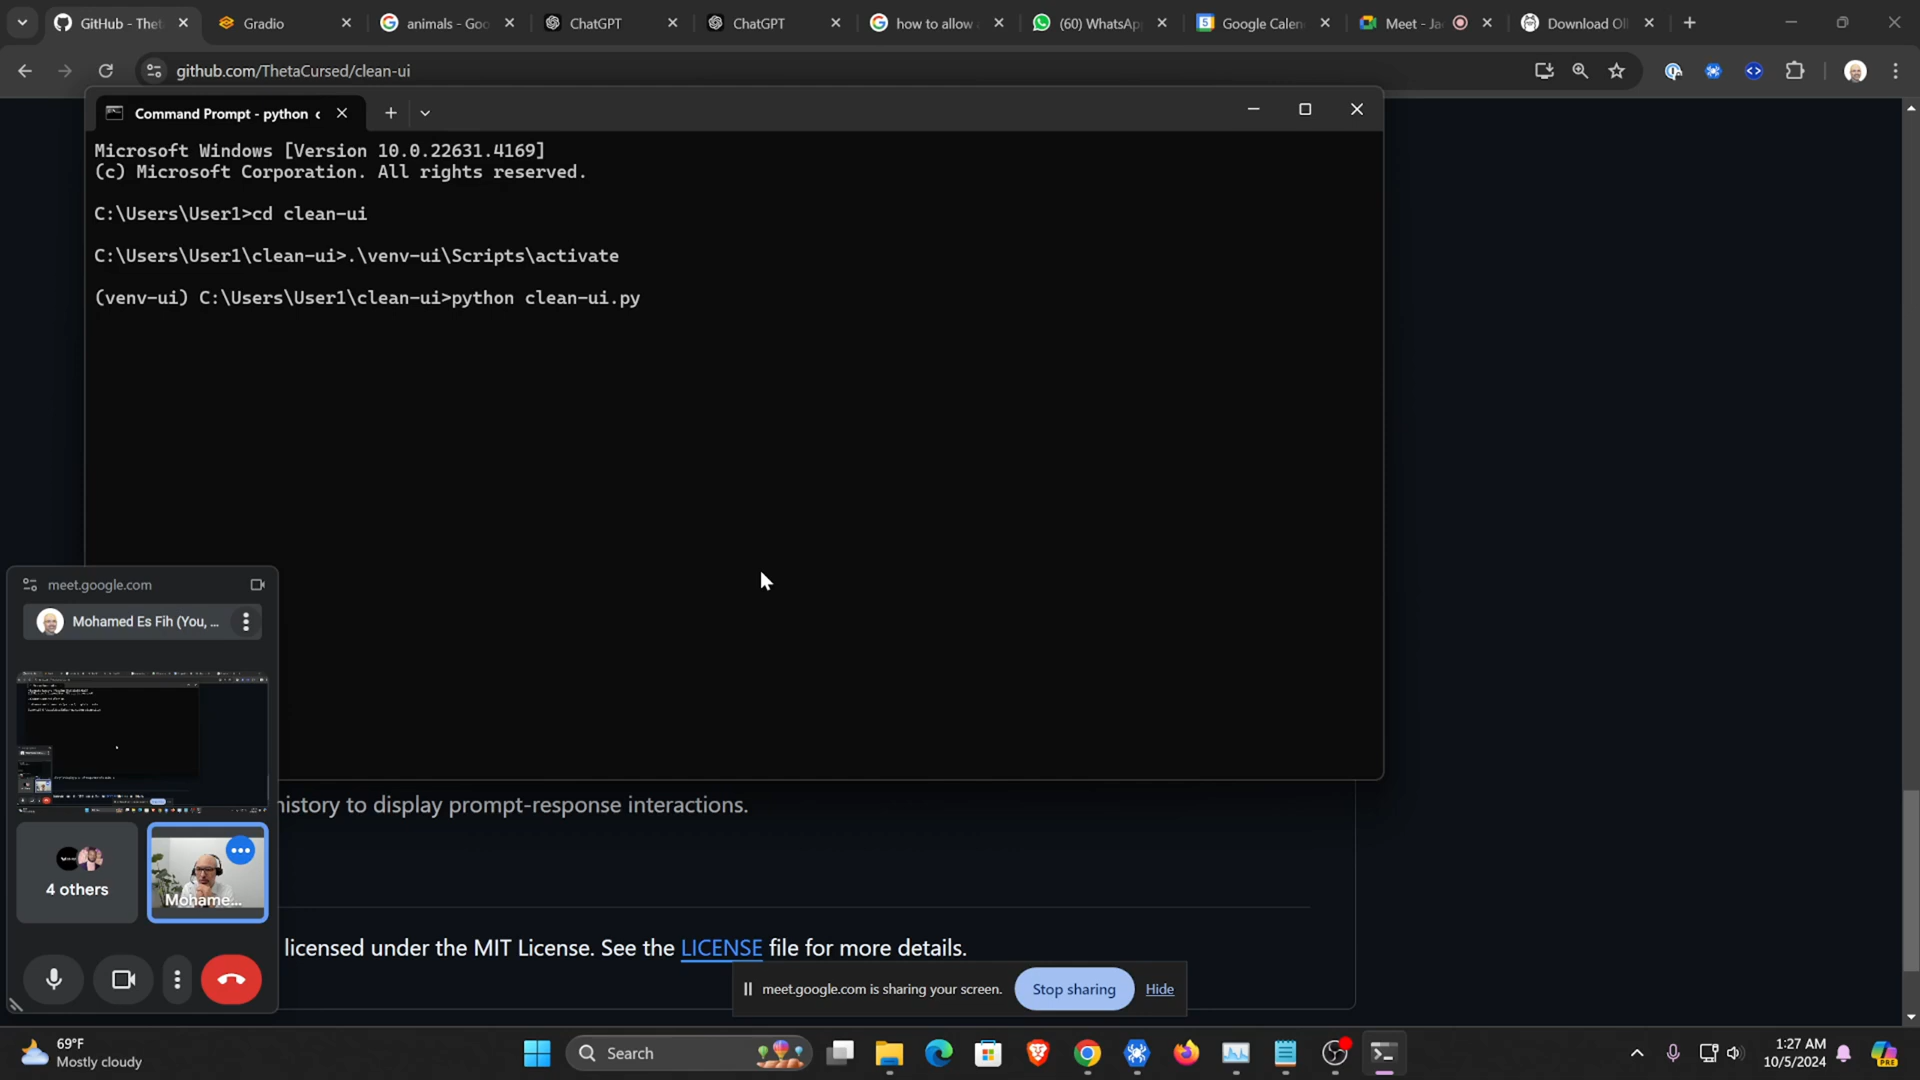 GitHub - Thet
Gradio
animals - Goo
ChatGPT
ChatGPT
how to allow
(60) WhatsApp
5
Google Calen
Meet - Ja
Download Oll
github.com/ThetaCursed/clean-ui
Command Prompt - python c
Microsoft Windows [Version 10.0.22631.4169]
(c) Microsoft Corporation. All rights reserved.
C:\Users\User1>cd clean-ui
C:\Users\User1\clean-ui>.\venv-ui\Scripts\activate
(venv-ui) C:\Users\User1\clean-ui>python clean-ui.py
meet.google.com
Mohamed Es Fih (You, ...
4 others
Mohame...
history to display prompt-response interactions.
licensed under the MIT License. See the LICENSE file for more details.
meet.google.com is sharing your screen.
Stop sharing
Hide
69°F
Mostly cloudy
Search
1:27 AM
10/5/2024
PRE